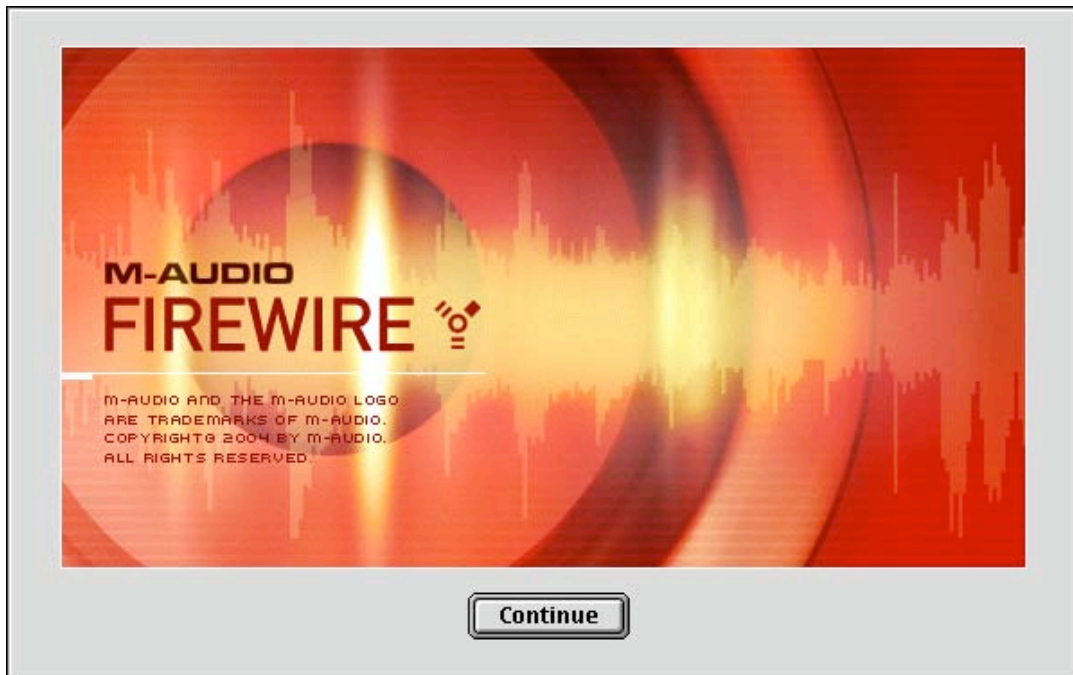 M-AUDIO
FIREWIRE
M-AUDIO AND THE M-AUDIO LOGO
ARE TRADEMARKS OF M-AUDIO.
COPYRIGHT© 2004 BY M-AUDIO.
ALL RIGHTS RESERVED.
Continue